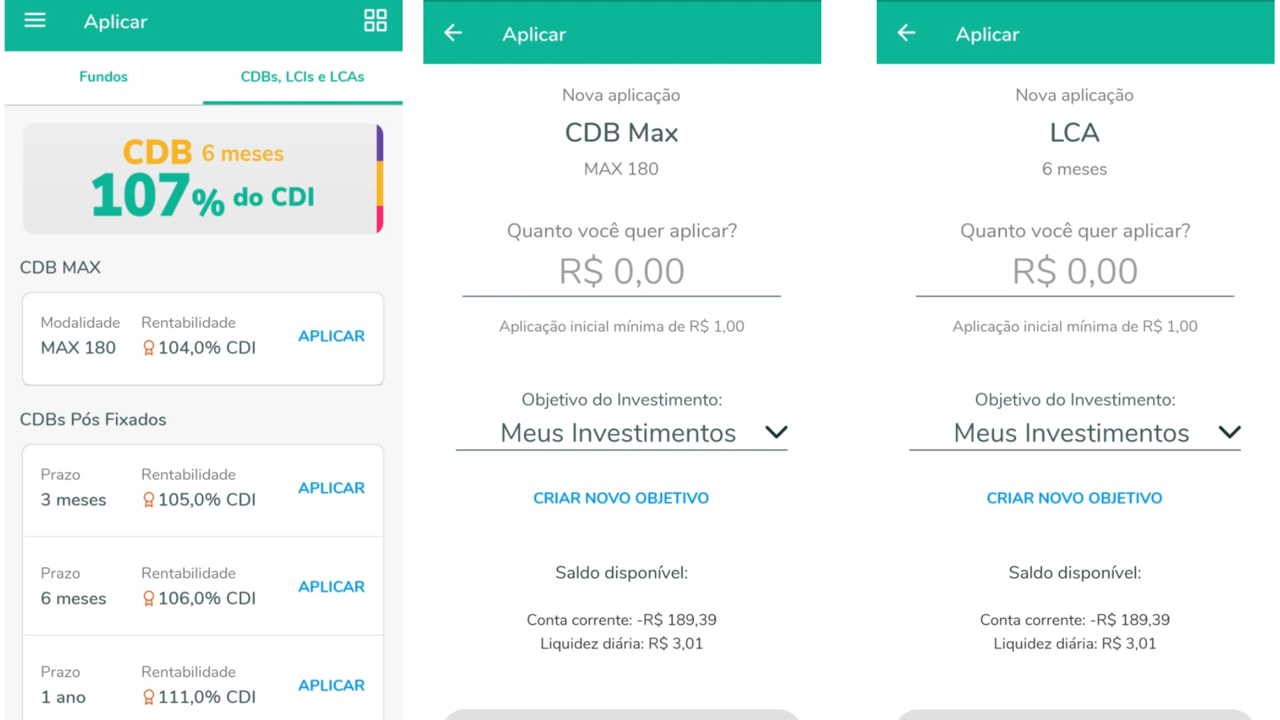 Aplicar
Fundos
CDBs, LCIs e LCAs
CDB 6 meses
107% do CDI
CDB MAX
Modalidade Rentabilidade
MAX 180 104,0% CDI APLICAR
CDBs Pós Fixados
Prazo Rentabilidade
3 meses 105,0% CDI APLICAR
Prazo Rentabilidade
6 meses 106,0% CDI APLICAR
Prazo Rentabilidade
1 ano 111,0% CDI APLICAR
Aplicar
Nova aplicação
CDB Max
MAX 180
Quanto você quer aplicar?
R$ 0,00
Aplicação inicial mínima de R$ 1,00
Objetivo do Investimento:
Meus Investimentos
CRIAR NOVO OBJETIVO
Saldo disponível:
Conta corrente: -R$ 189,39
Liquidez diária: R$ 3,01
Aplicar
Nova aplicação
LCA
6 meses
Quanto você quer aplicar?
R$ 0,00
Aplicação inicial mínima de R$ 1,00
Objetivo do Investimento:
Meus Investimentos
CRIAR NOVO OBJETIVO
Saldo disponível:
Conta corrente: -R$ 189,39
Liquidez diária: R$ 3,01